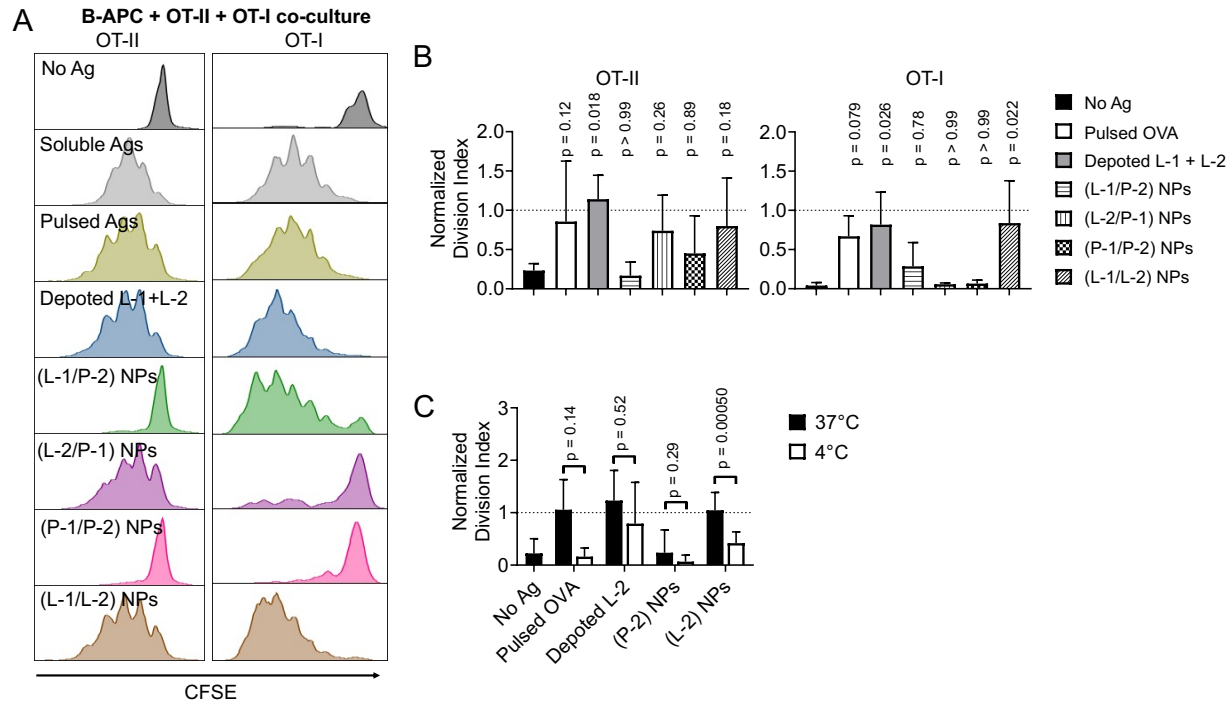 A
B-APC + OT-II + OT-I co-culture
OT-II
OT-I
No Ag
Soluble Ags
Pulsed Ags
Depoted L-1+L-2
(L-1/P-2) NPs
(L-2/P-1) NPs
(P-1/P-2) NPs
(L-1/L-2) NPs
CFSE
B
OT-II
Normalized
Division Index
2.0
1.5
1.0
0.5
0.0
p = 0.12
p = 0.018
p > 0.99
p = 0.26
p = 0.89
p = 0.18
OT-I
2.0
1.5
1.0
0.5
0.0
p = 0.079
p = 0.026
p = 0.78
p > 0.99
p > 0.99
p = 0.022
No Ag
Pulsed OVA
Depoted L-1 + L-2
(L-1/P-2) NPs
(L-2/P-1) NPs
(P-1/P-2) NPs
(L-1/L-2) NPs
C
Normalized
Division Index
3
2
1
0
p = 0.14
p = 0.52
p = 0.29
p = 0.00050
No Ag
Pulsed OVA
Depoted L-2
(P-2) NPs
(L-2) NPs
37°C
4°C